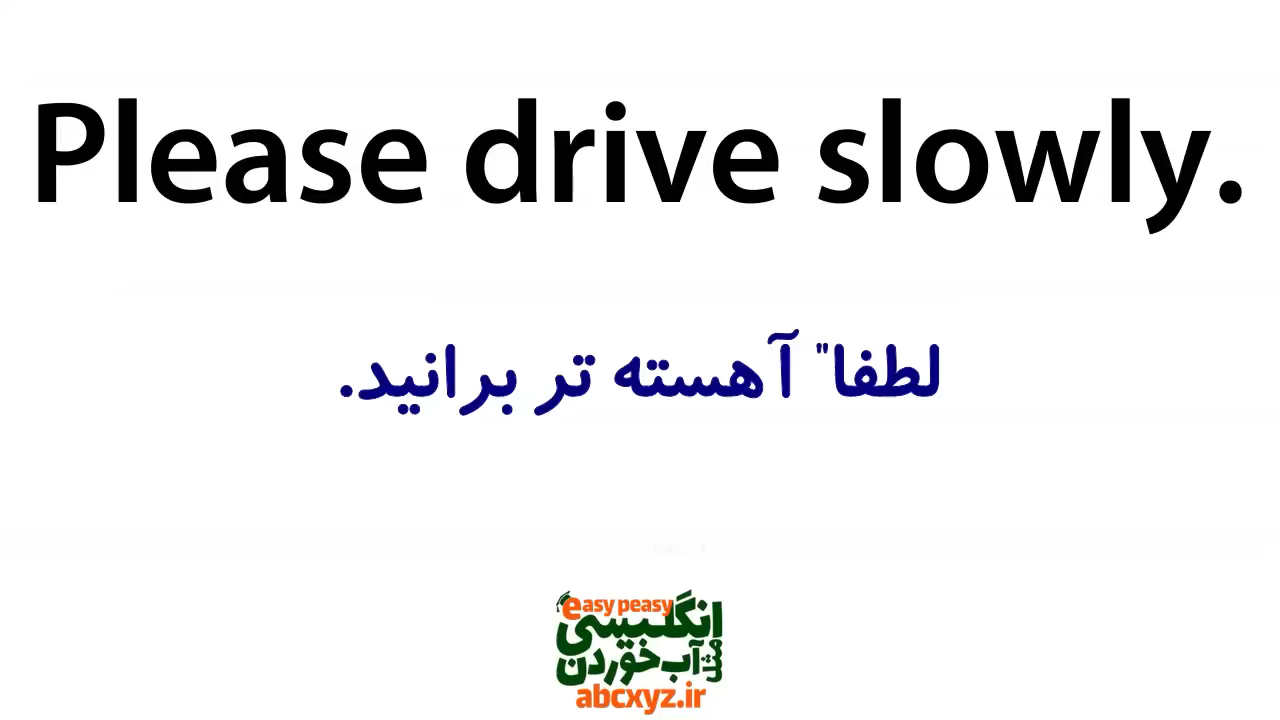 Please drive slowly.
لطفا" آهسته تر برانید.
easy peasy
انگلیسی
مثل
آب خوردن
abcxyz.ir